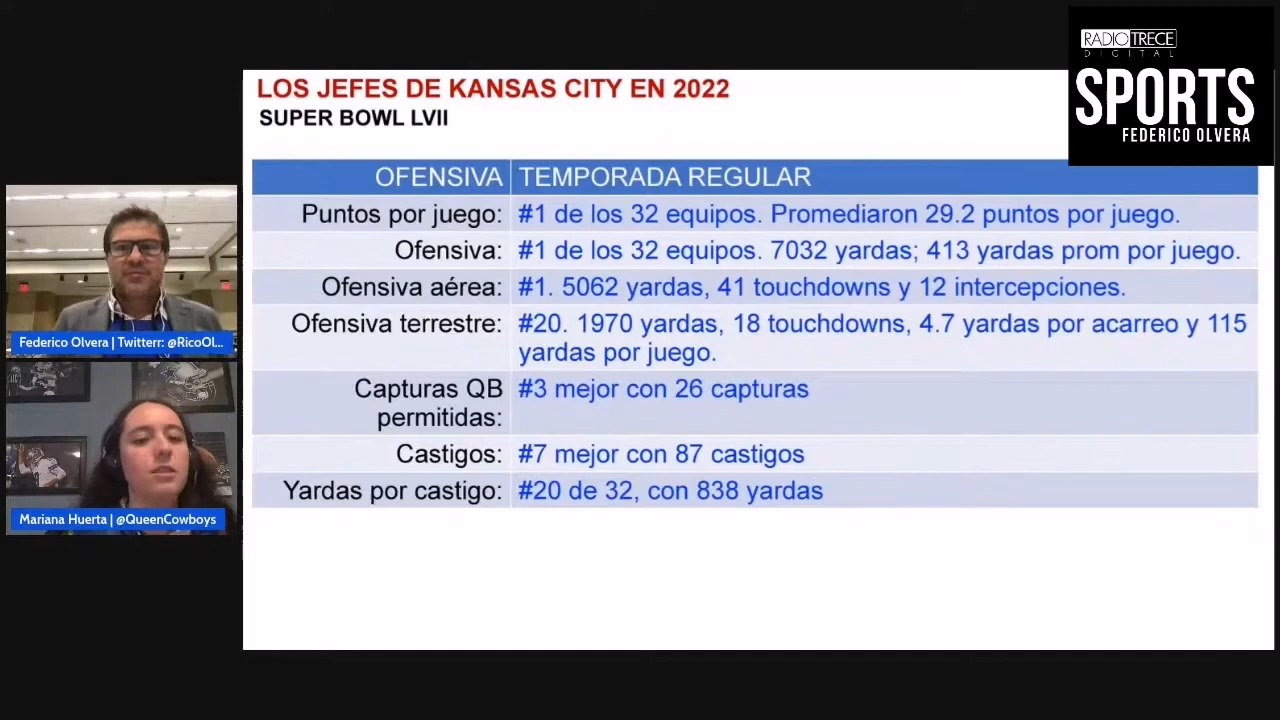 RADIO TRECE
DIGITAL
SPORTS
FEDERICO OLVERA
LOS JEFES DE KANSAS CITY EN 2022
SUPER BOWL LVII
OFENSIVA TEMPORADA REGULAR
Puntos por juego: #1 de los 32 equipos. Promediaron 29.2 puntos por juego.
Ofensiva: #1 de los 32 equipos. 7032 yardas; 413 yardas prom por juego.
Ofensiva aérea: #1. 5062 yardas, 41 touchdowns y 12 intercepciones.
Ofensiva terrestre: #20. 1970 yardas, 18 touchdowns, 4.7 yardas por acarreo y 115
yardas por juego.
Capturas QB #3 mejor con 26 capturas
permitidas:
Castigos: #7 mejor con 87 castigos
Yardas por castigo: #20 de 32, con 838 yardas
Federico Olvera | Twitterr: @RicoOl...
Mariana Huerta | @QueenCowboys